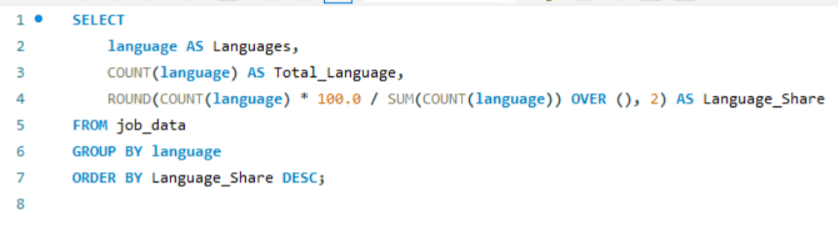 1 SELECT
2 language AS Languages,
3 COUNT(language) AS Total_Language,
4 ROUND(COUNT(language) * 100.0 / SUM(COUNT(language)) OVER (), 2) AS Language_Share
5 FROM job_data
6 GROUP BY language
7 ORDER BY Language_Share DESC;
8